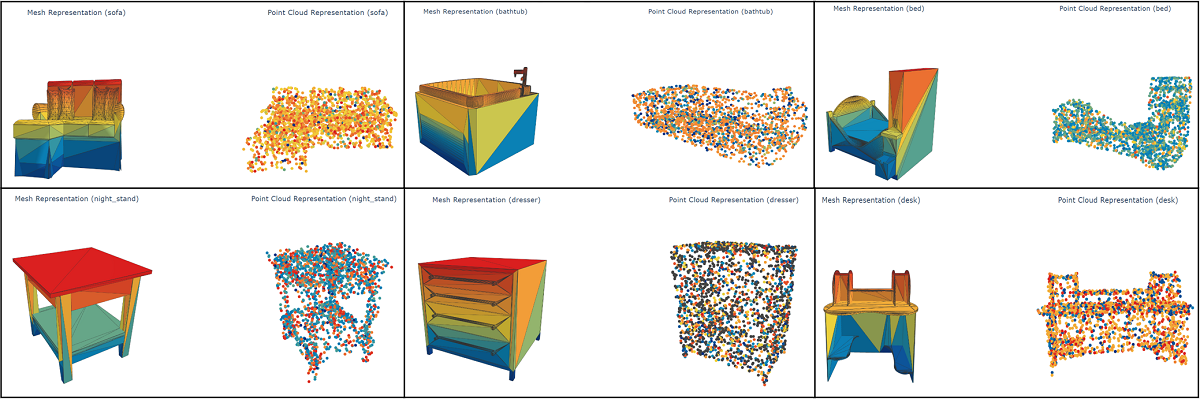 Mesh Representation (sofa)
Point Cloud Representation (sofa)
Mesh Representation (bathtub)
Point Cloud Representation (bathtub)
Mesh Representation (bed)
Point Cloud Representation (bed)
Mesh Representation (night_stand)
Point Cloud Representation (night_stand)
Mesh Representation (dresser)
Point Cloud Representation (dresser)
Mesh Representation (desk)
Point Cloud Representation (desk)